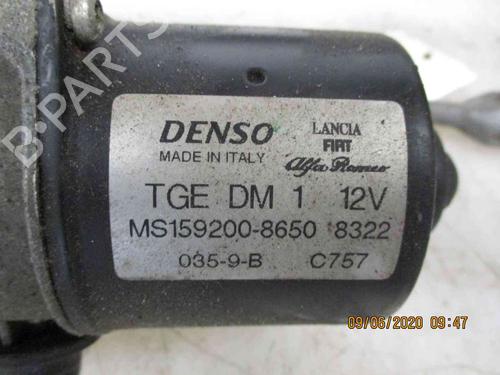 B-PARTS
DENSO LANCIA
FIAT
MADE IN ITALY Alfa Romeo
TGE DM 1 12V
MS159200-8650 8322
035-9-B C757
09/06/2020 09:47